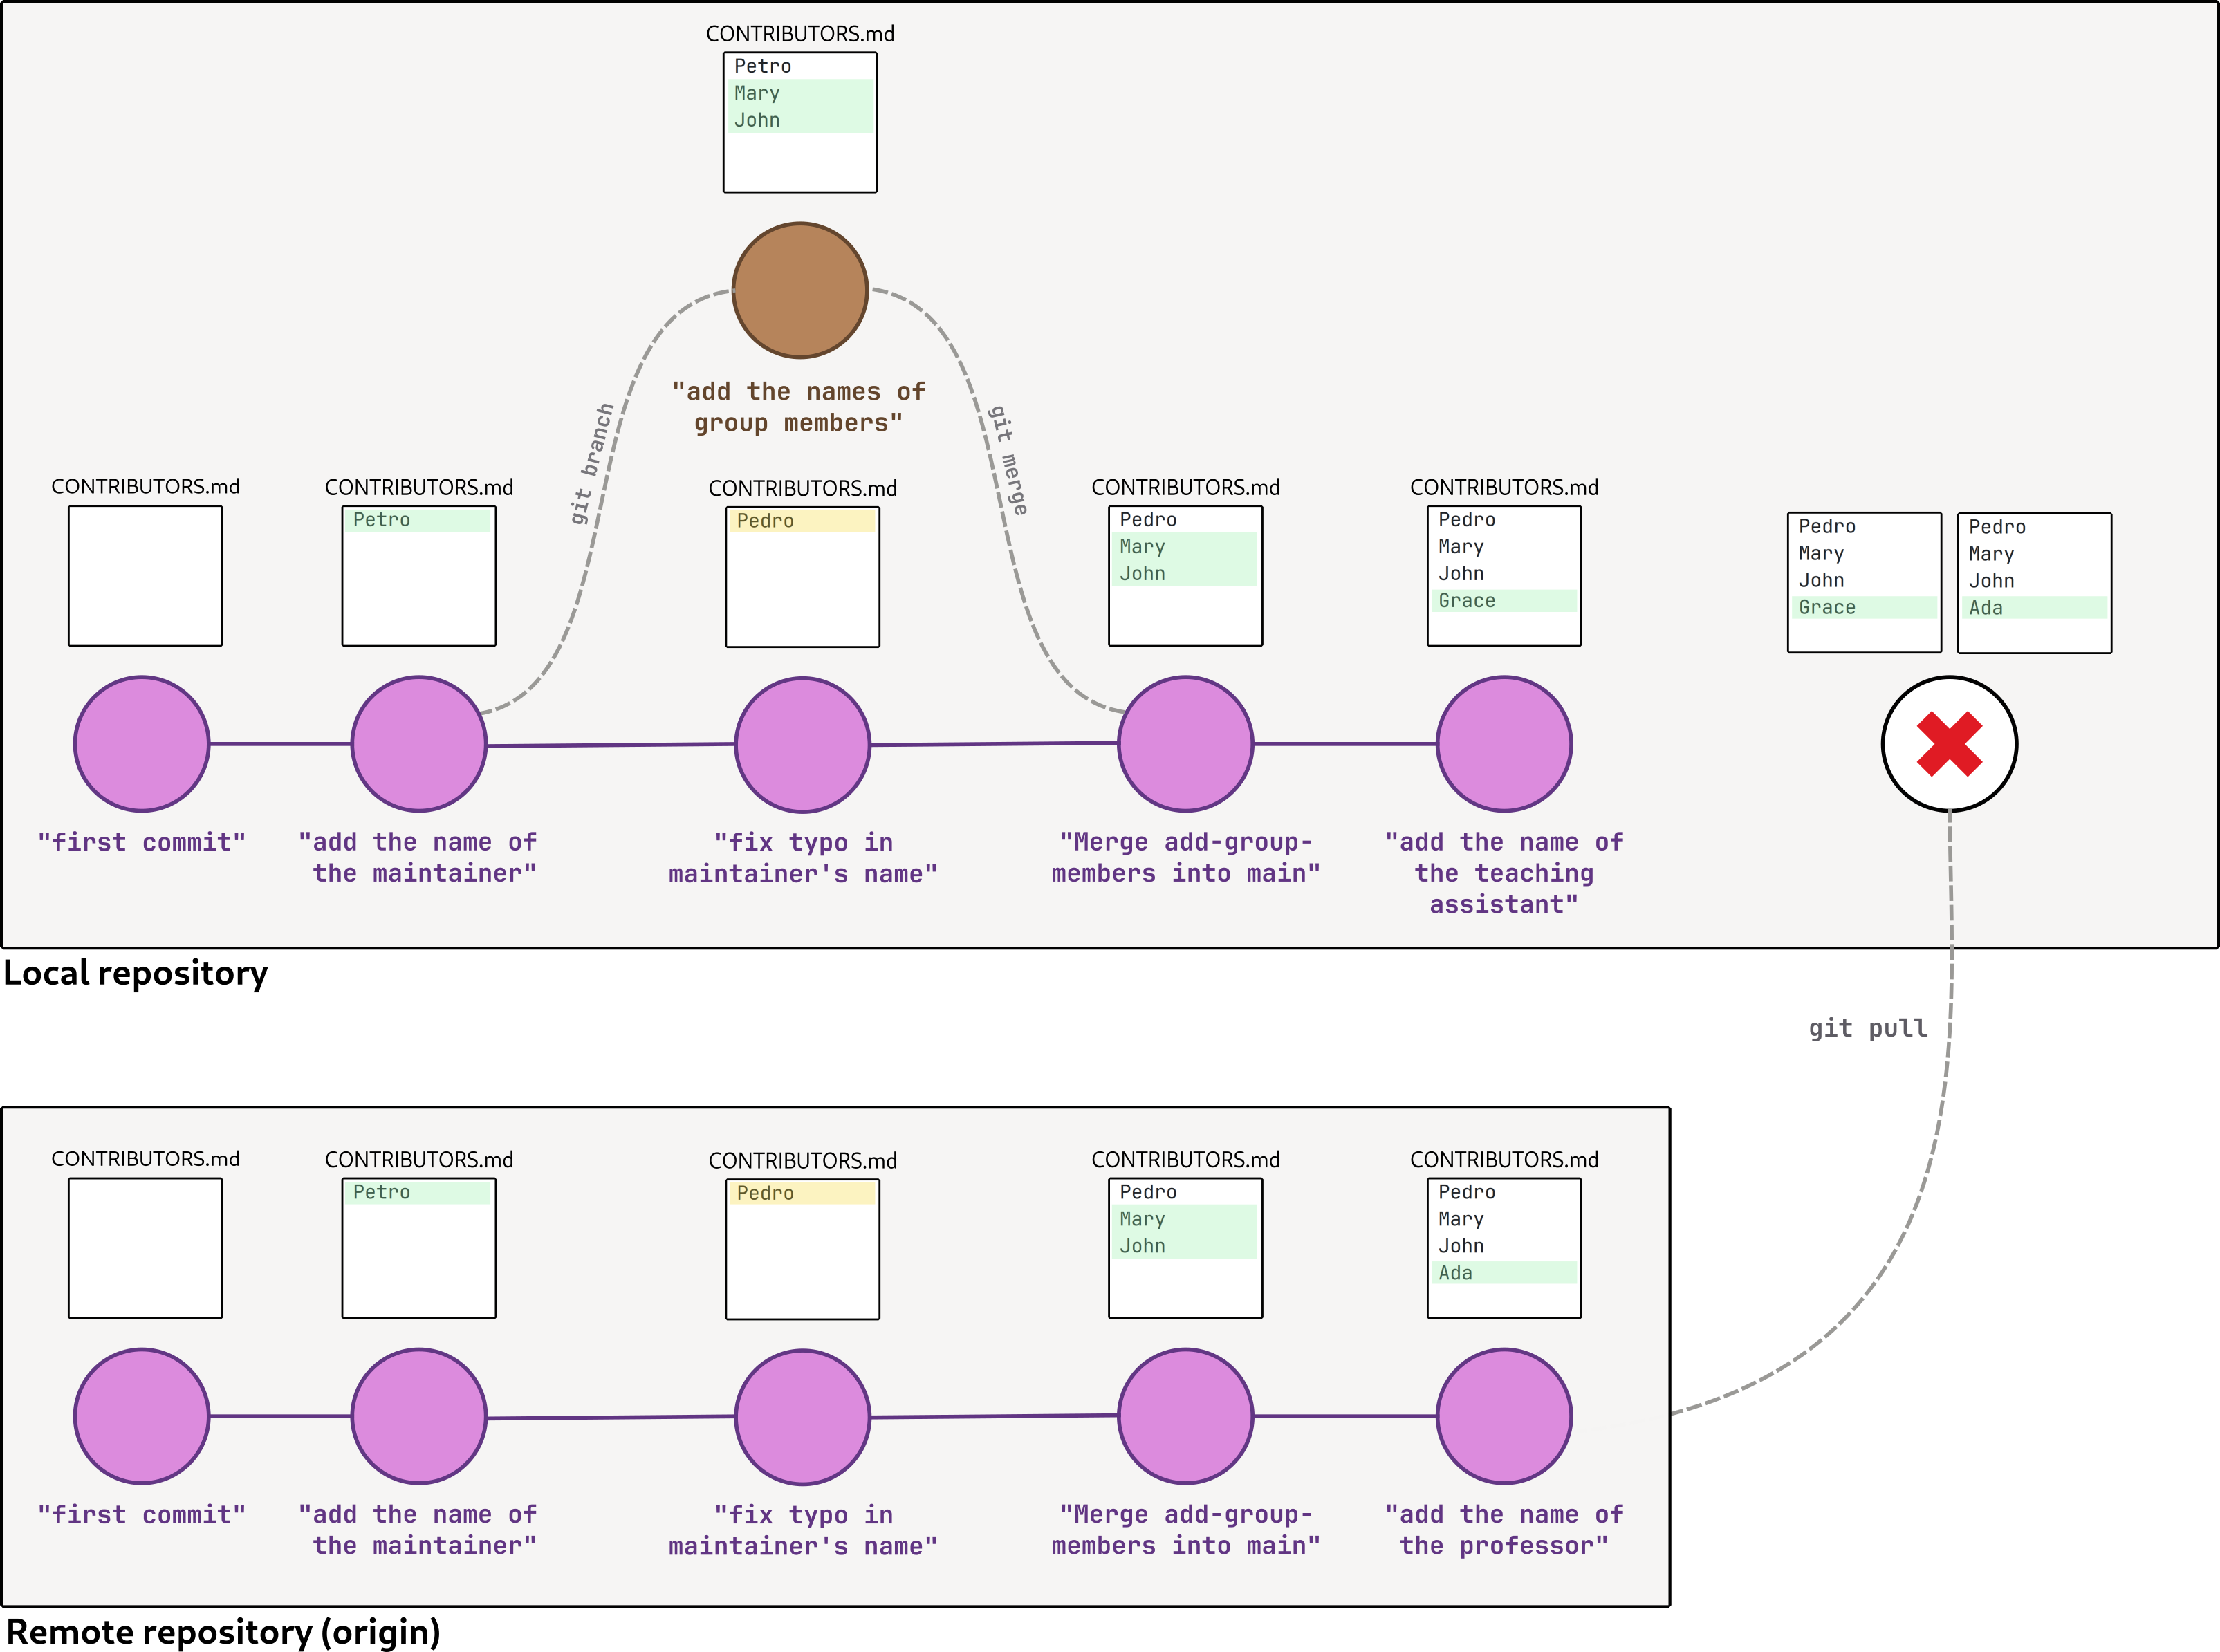 CONTRIBUTORS.md
Petro
Mary
John
"add the names of
group members"
git branch
git merge
CONTRIBUTORS.md
"first commit"
CONTRIBUTORS.md
Petro
"add the name of
the maintainer"
CONTRIBUTORS.md
Pedro
"fix typo in
maintainer's name"
CONTRIBUTORS.md
Pedro
Mary
John
"Merge add-group-
members into main"
CONTRIBUTORS.md
Pedro
Mary
John
Grace
"add the name of
the teaching
assistant"
Pedro
Mary
John
Grace
Pedro
Mary
John
Ada
Local repository
git pull
CONTRIBUTORS.md
"first commit"
CONTRIBUTORS.md
Petro
"add the name of
the maintainer"
CONTRIBUTORS.md
Pedro
"fix typo in
maintainer's name"
CONTRIBUTORS.md
Pedro
Mary
John
"Merge add-group-
members into main"
CONTRIBUTORS.md
Pedro
Mary
John
Ada
"add the name of
the professor"
Remote repository (origin)